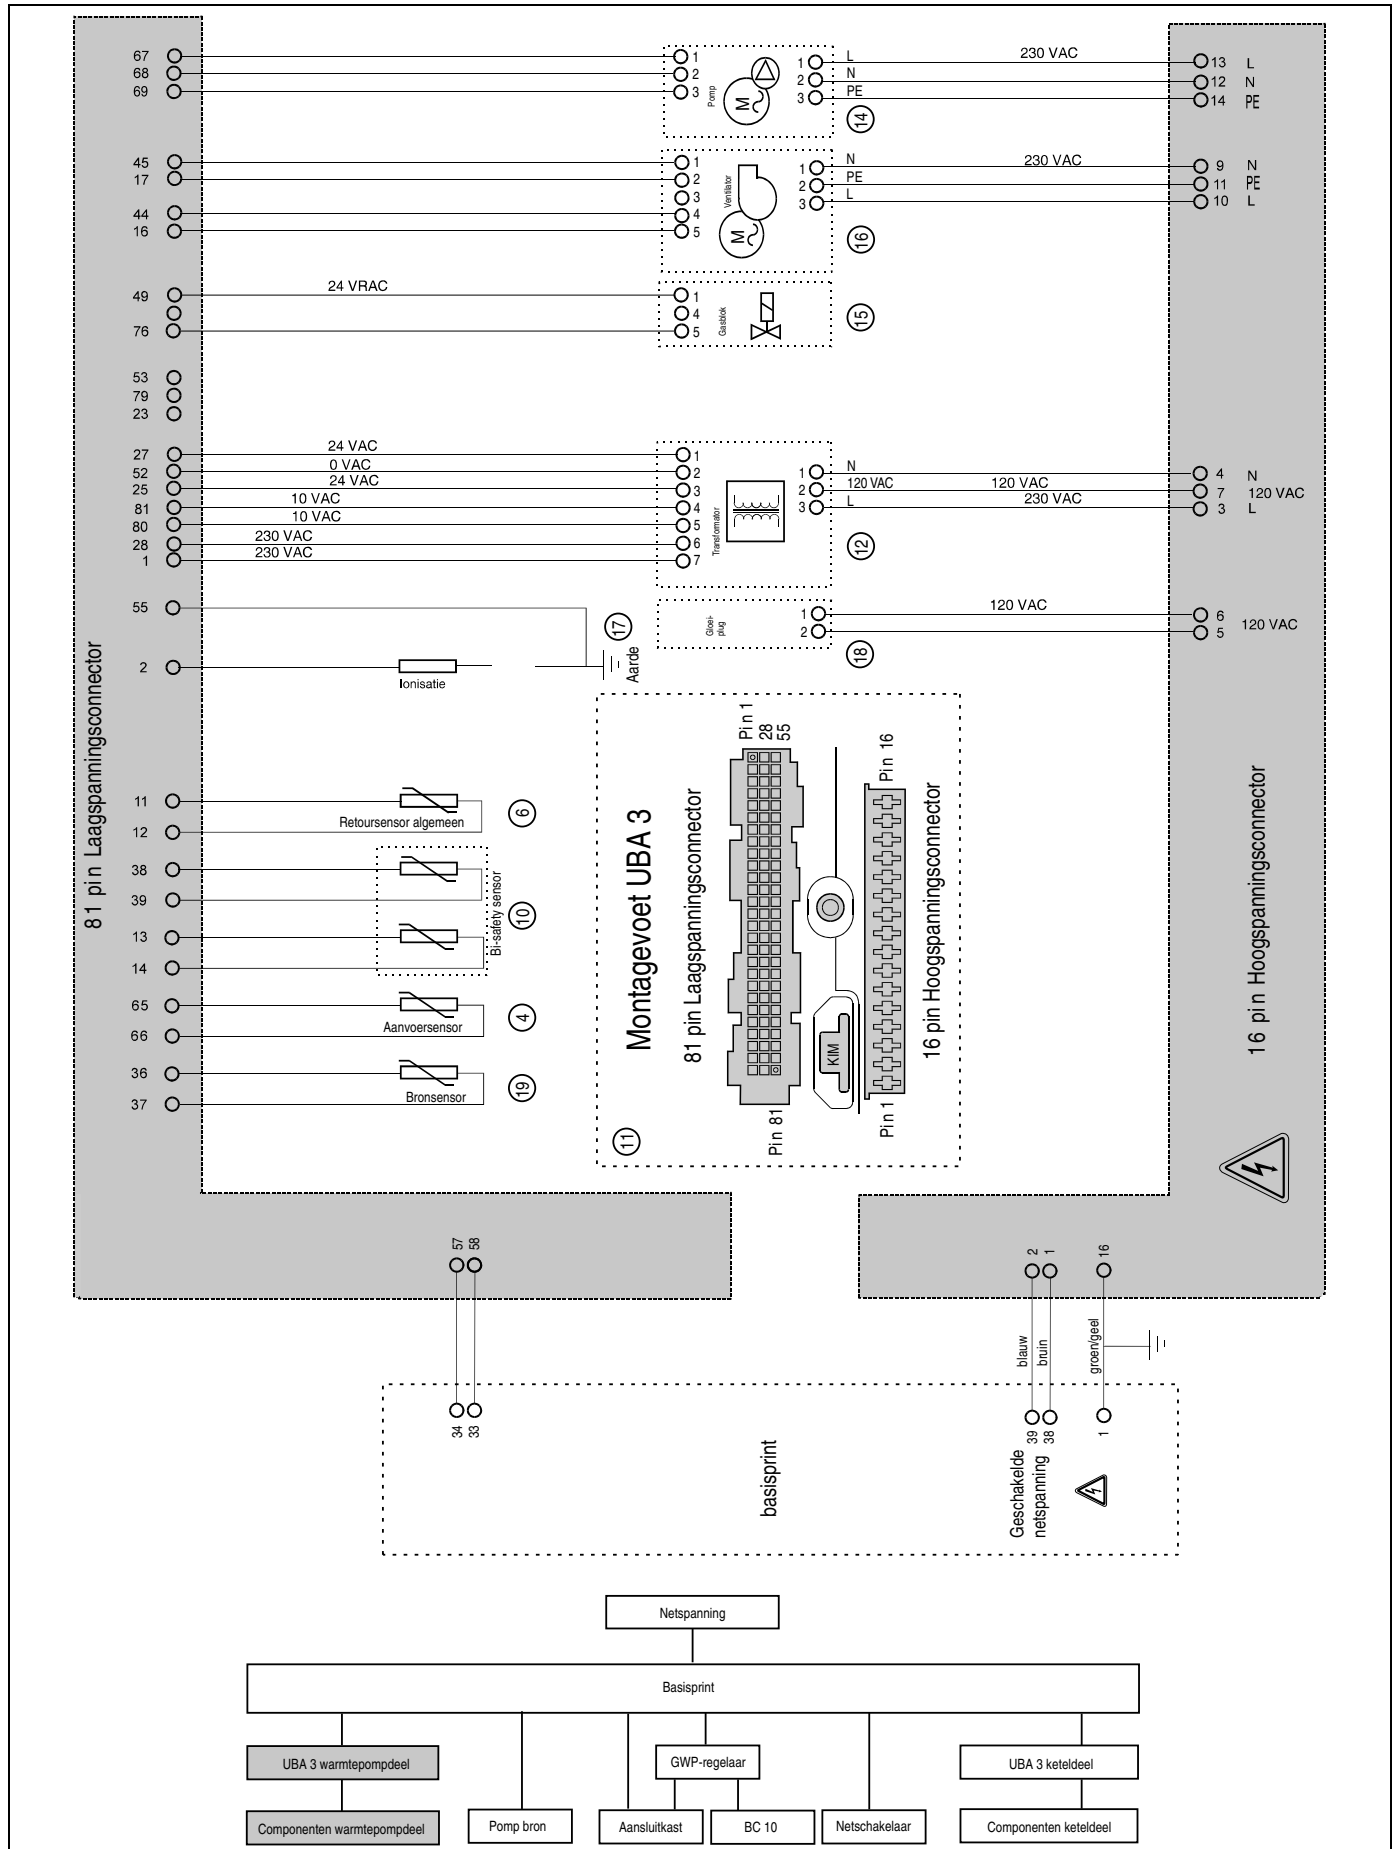 67
68
69
1
2
3
Pomp
M
1
2
3
L
N
PE
230 VAC
14
13 L
12 N
14 PE
45
17
44
16
1
2
3
4
5
Ventilator
M
1
2
3
N
PE
L
230 VAC
16
9 N
11 PE
10 L
49
76
24 VRAC
1
4
5
Gasblok
15
53
79
23
27
52
25
81
80
28
1
24 VAC
0 VAC
24 VAC
10 VAC
10 VAC
230 VAC
230 VAC
1
2
3
4
5
6
7
Transformator
1
2
3
N
120 VAC
L
120 VAC
230 VAC
12
4 N
7 120 VAC
3 L
55
2
Ionisatie
17
Aarde
Gloei-
plug
1
2
120 VAC
18
6
5
120 VAC
81 pin Laagspanningsconnector
11
12
Retoursensor algemeen
6
38
39
13
14
Bi-safety sensor
10
65
66
Aanvoersensor
4
36
37
Bronsensor
19
Montagevoet UBA 3
81 pin Laagspanningsconnector
Pin 1
28
55
Pin 81
KIM
Pin 16
Pin 1
16 pin Hoogspanningsconnector
11
16 pin Hoogspanningsconnector
57
58
34
33
2
1
16
blauw
bruin
groen/geel
39
38
1
Geschakelde
netspanning
basisprint
Netspanning
Basisprint
UBA 3 warmtepompdeel
GWP-regelaar
UBA 3 keteldeel
Componenten warmtepompdeel
Pomp bron
Aansluitkast
BC 10
Netschakelaar
Componenten keteldeel